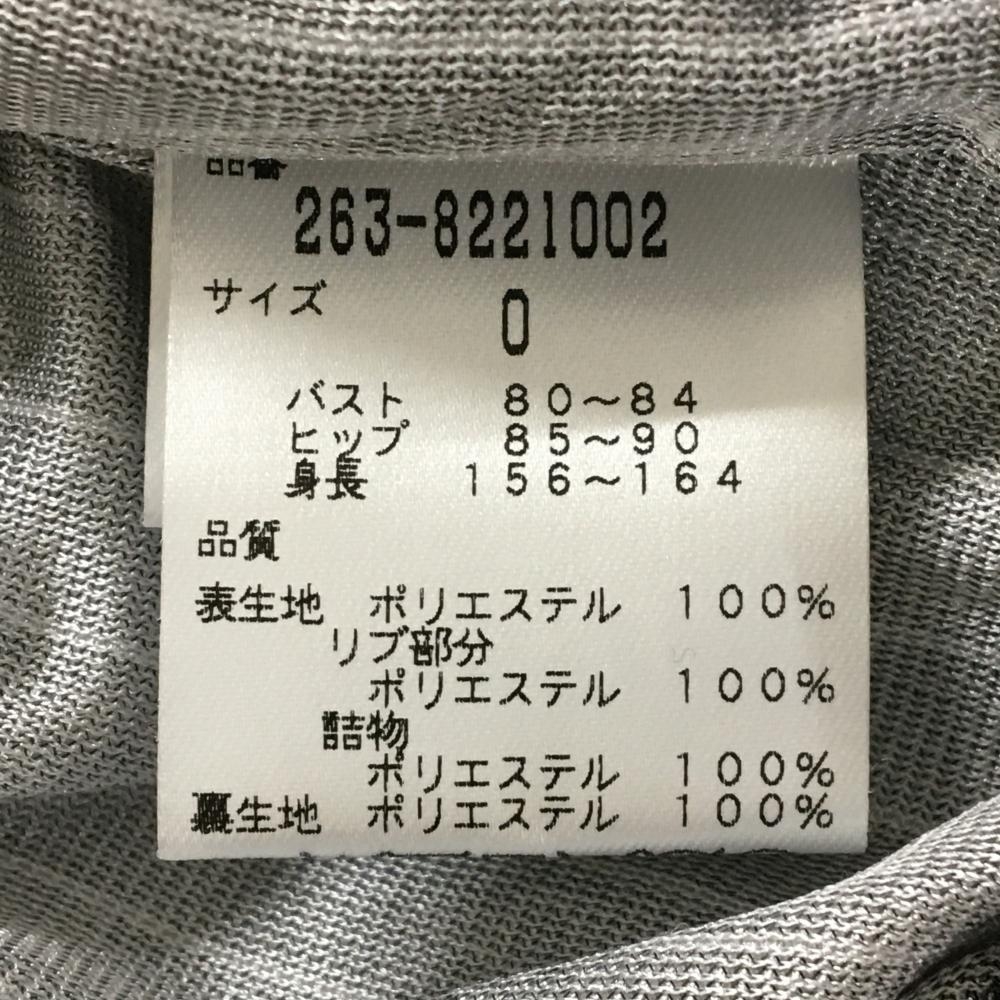 品番
263-8221002
サイズ 0
バスト 80～84
ヒップ 85～90
身長 156～164
品質
表生地 ポリエステル 100%
リブ部分
ポリエステル 100%
詰物
ポリエステル 100%
裏生地 ポリエステル 100%